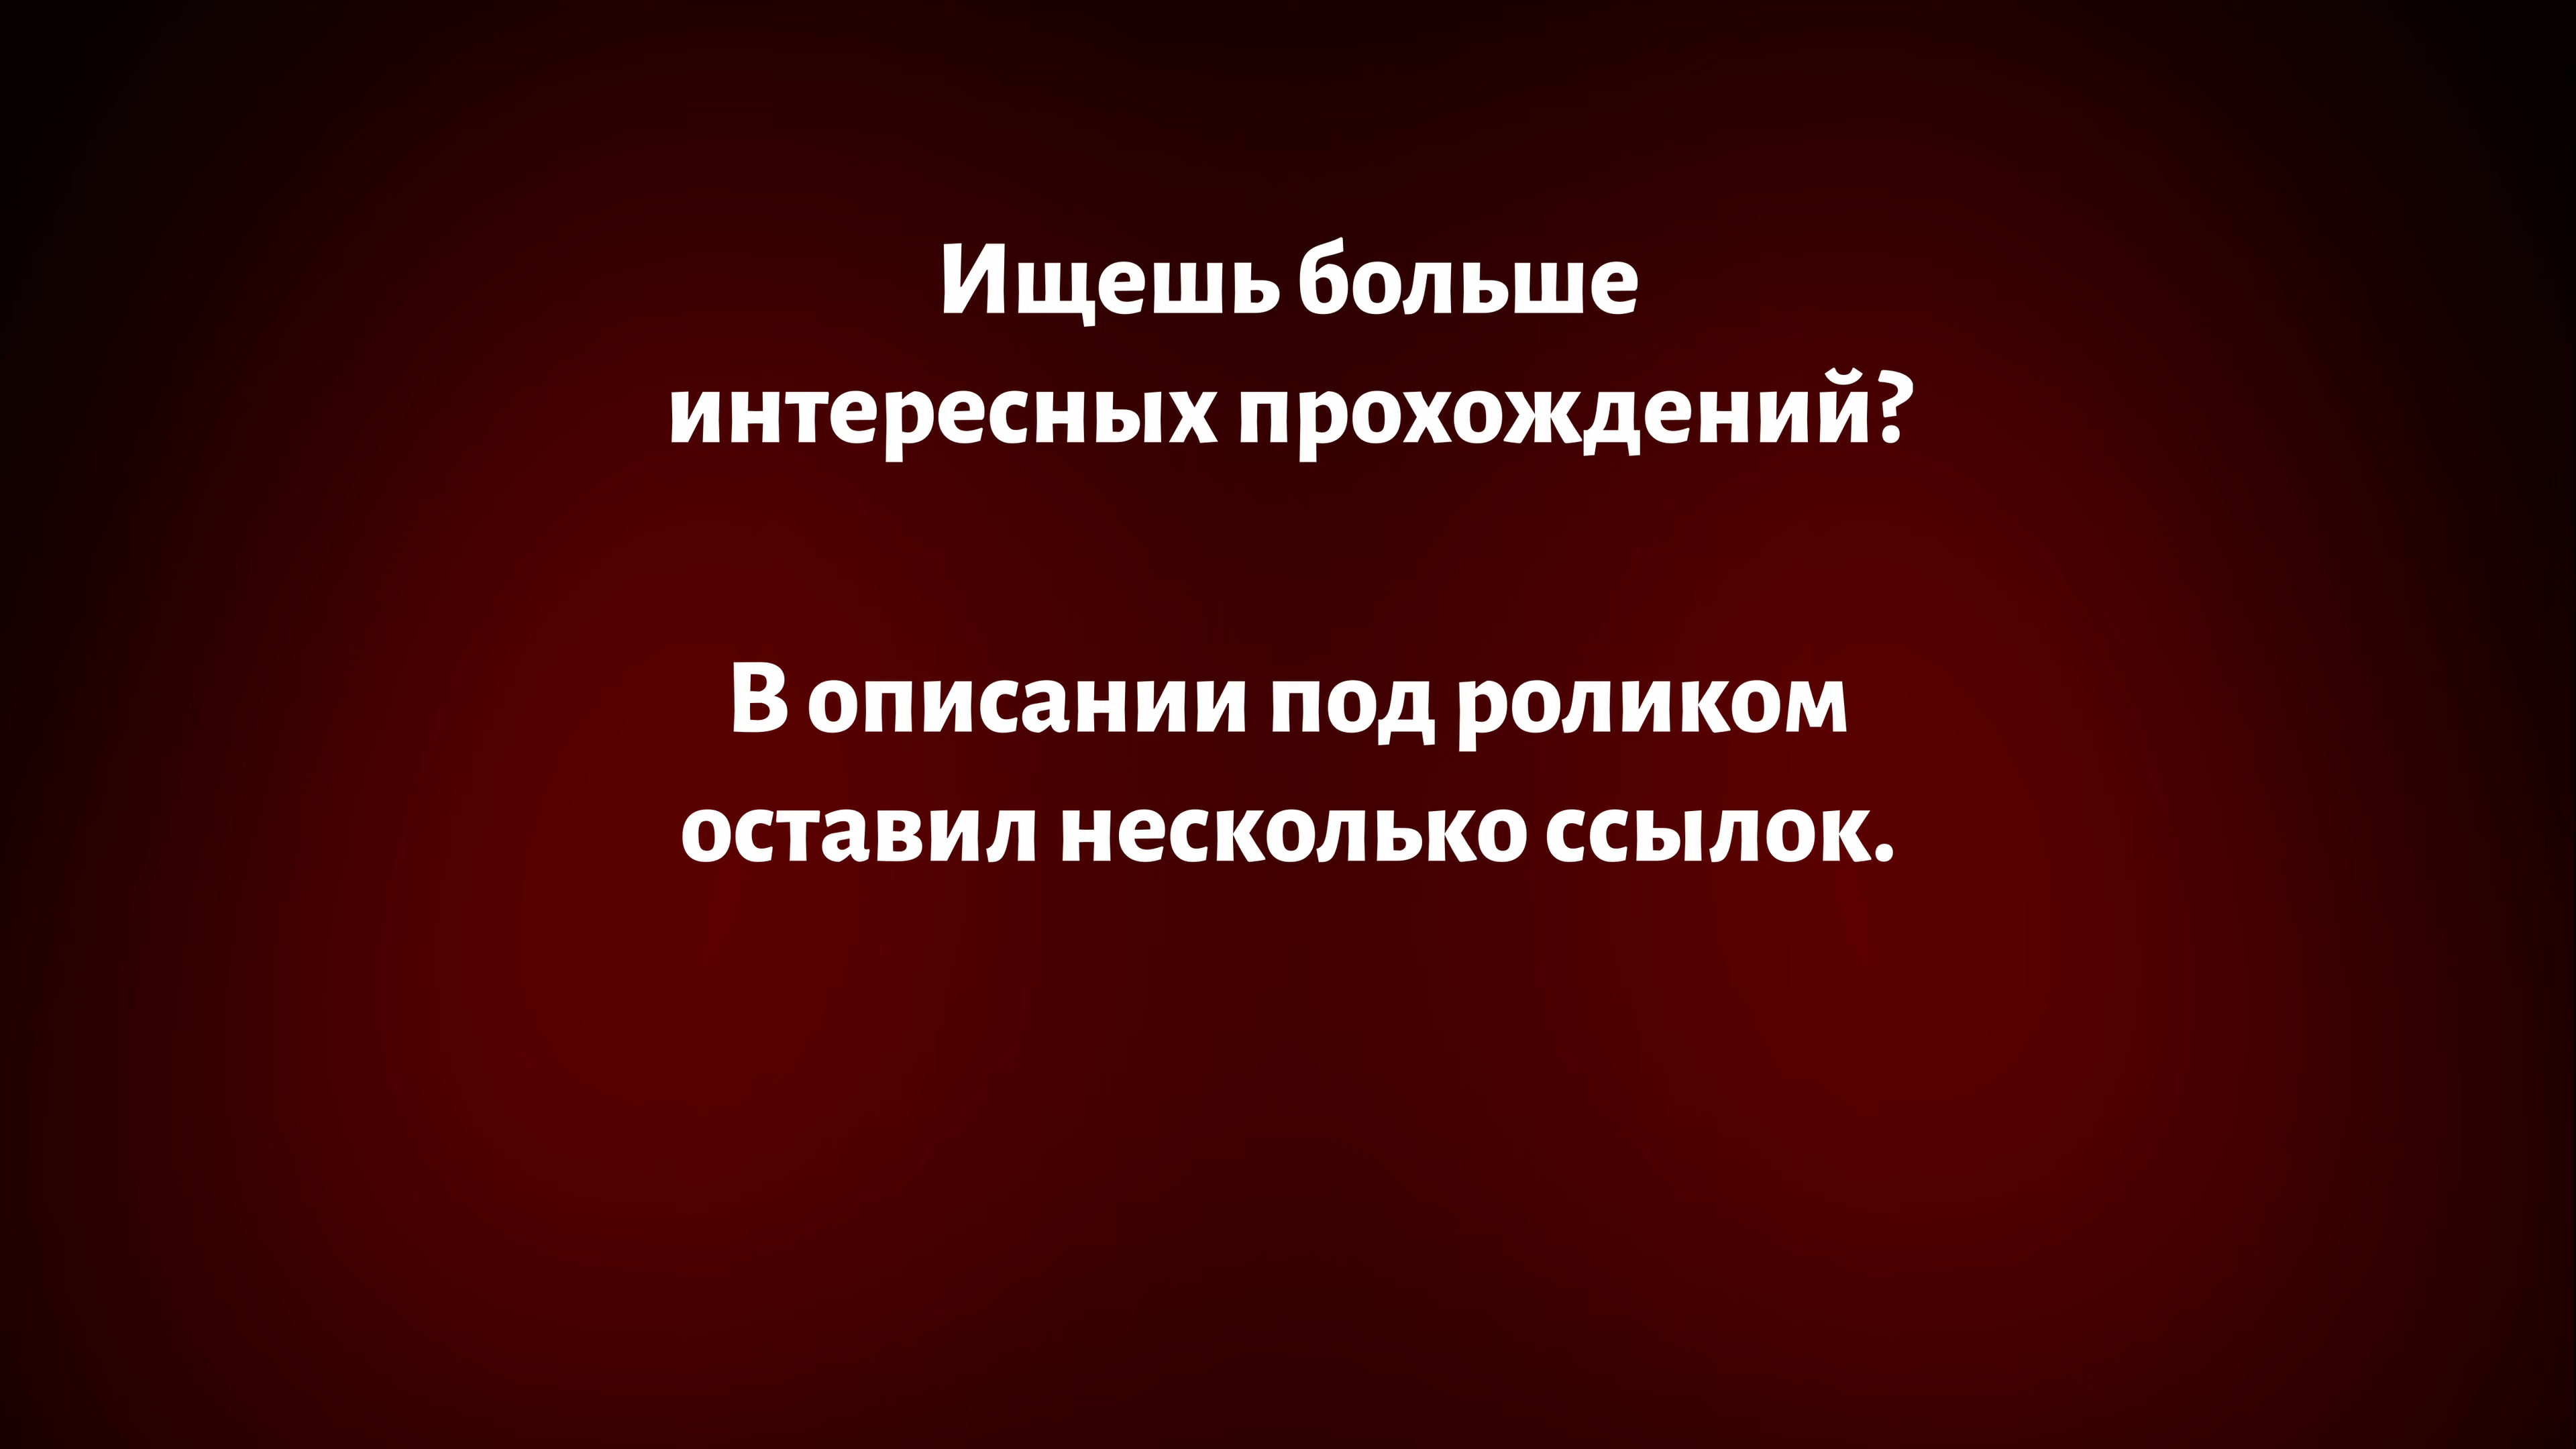 Ищешь больше
интересных прохождений?
В описании под роликом
оставил несколько ссылок.